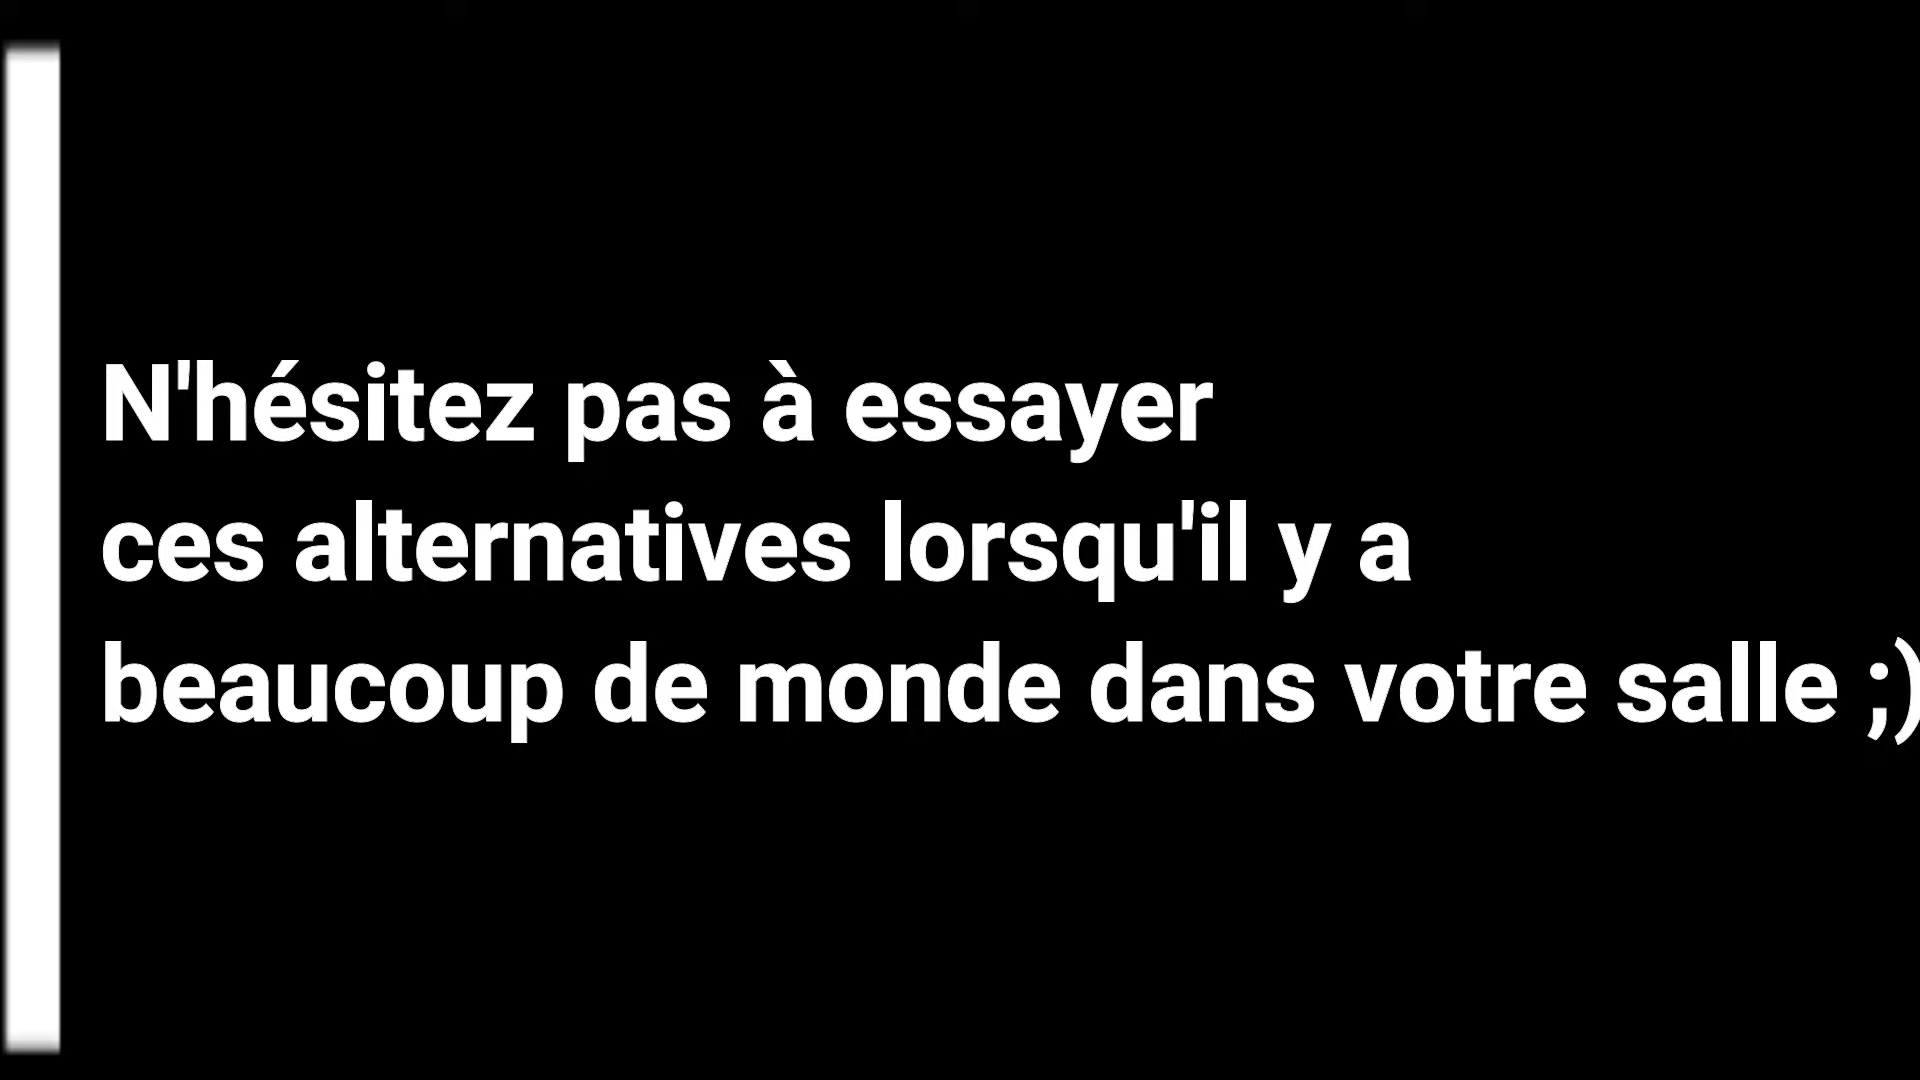 N'hésitez pas à essayer
ces alternatives lorsqu'il y a
beaucoup de monde dans votre salle ;)